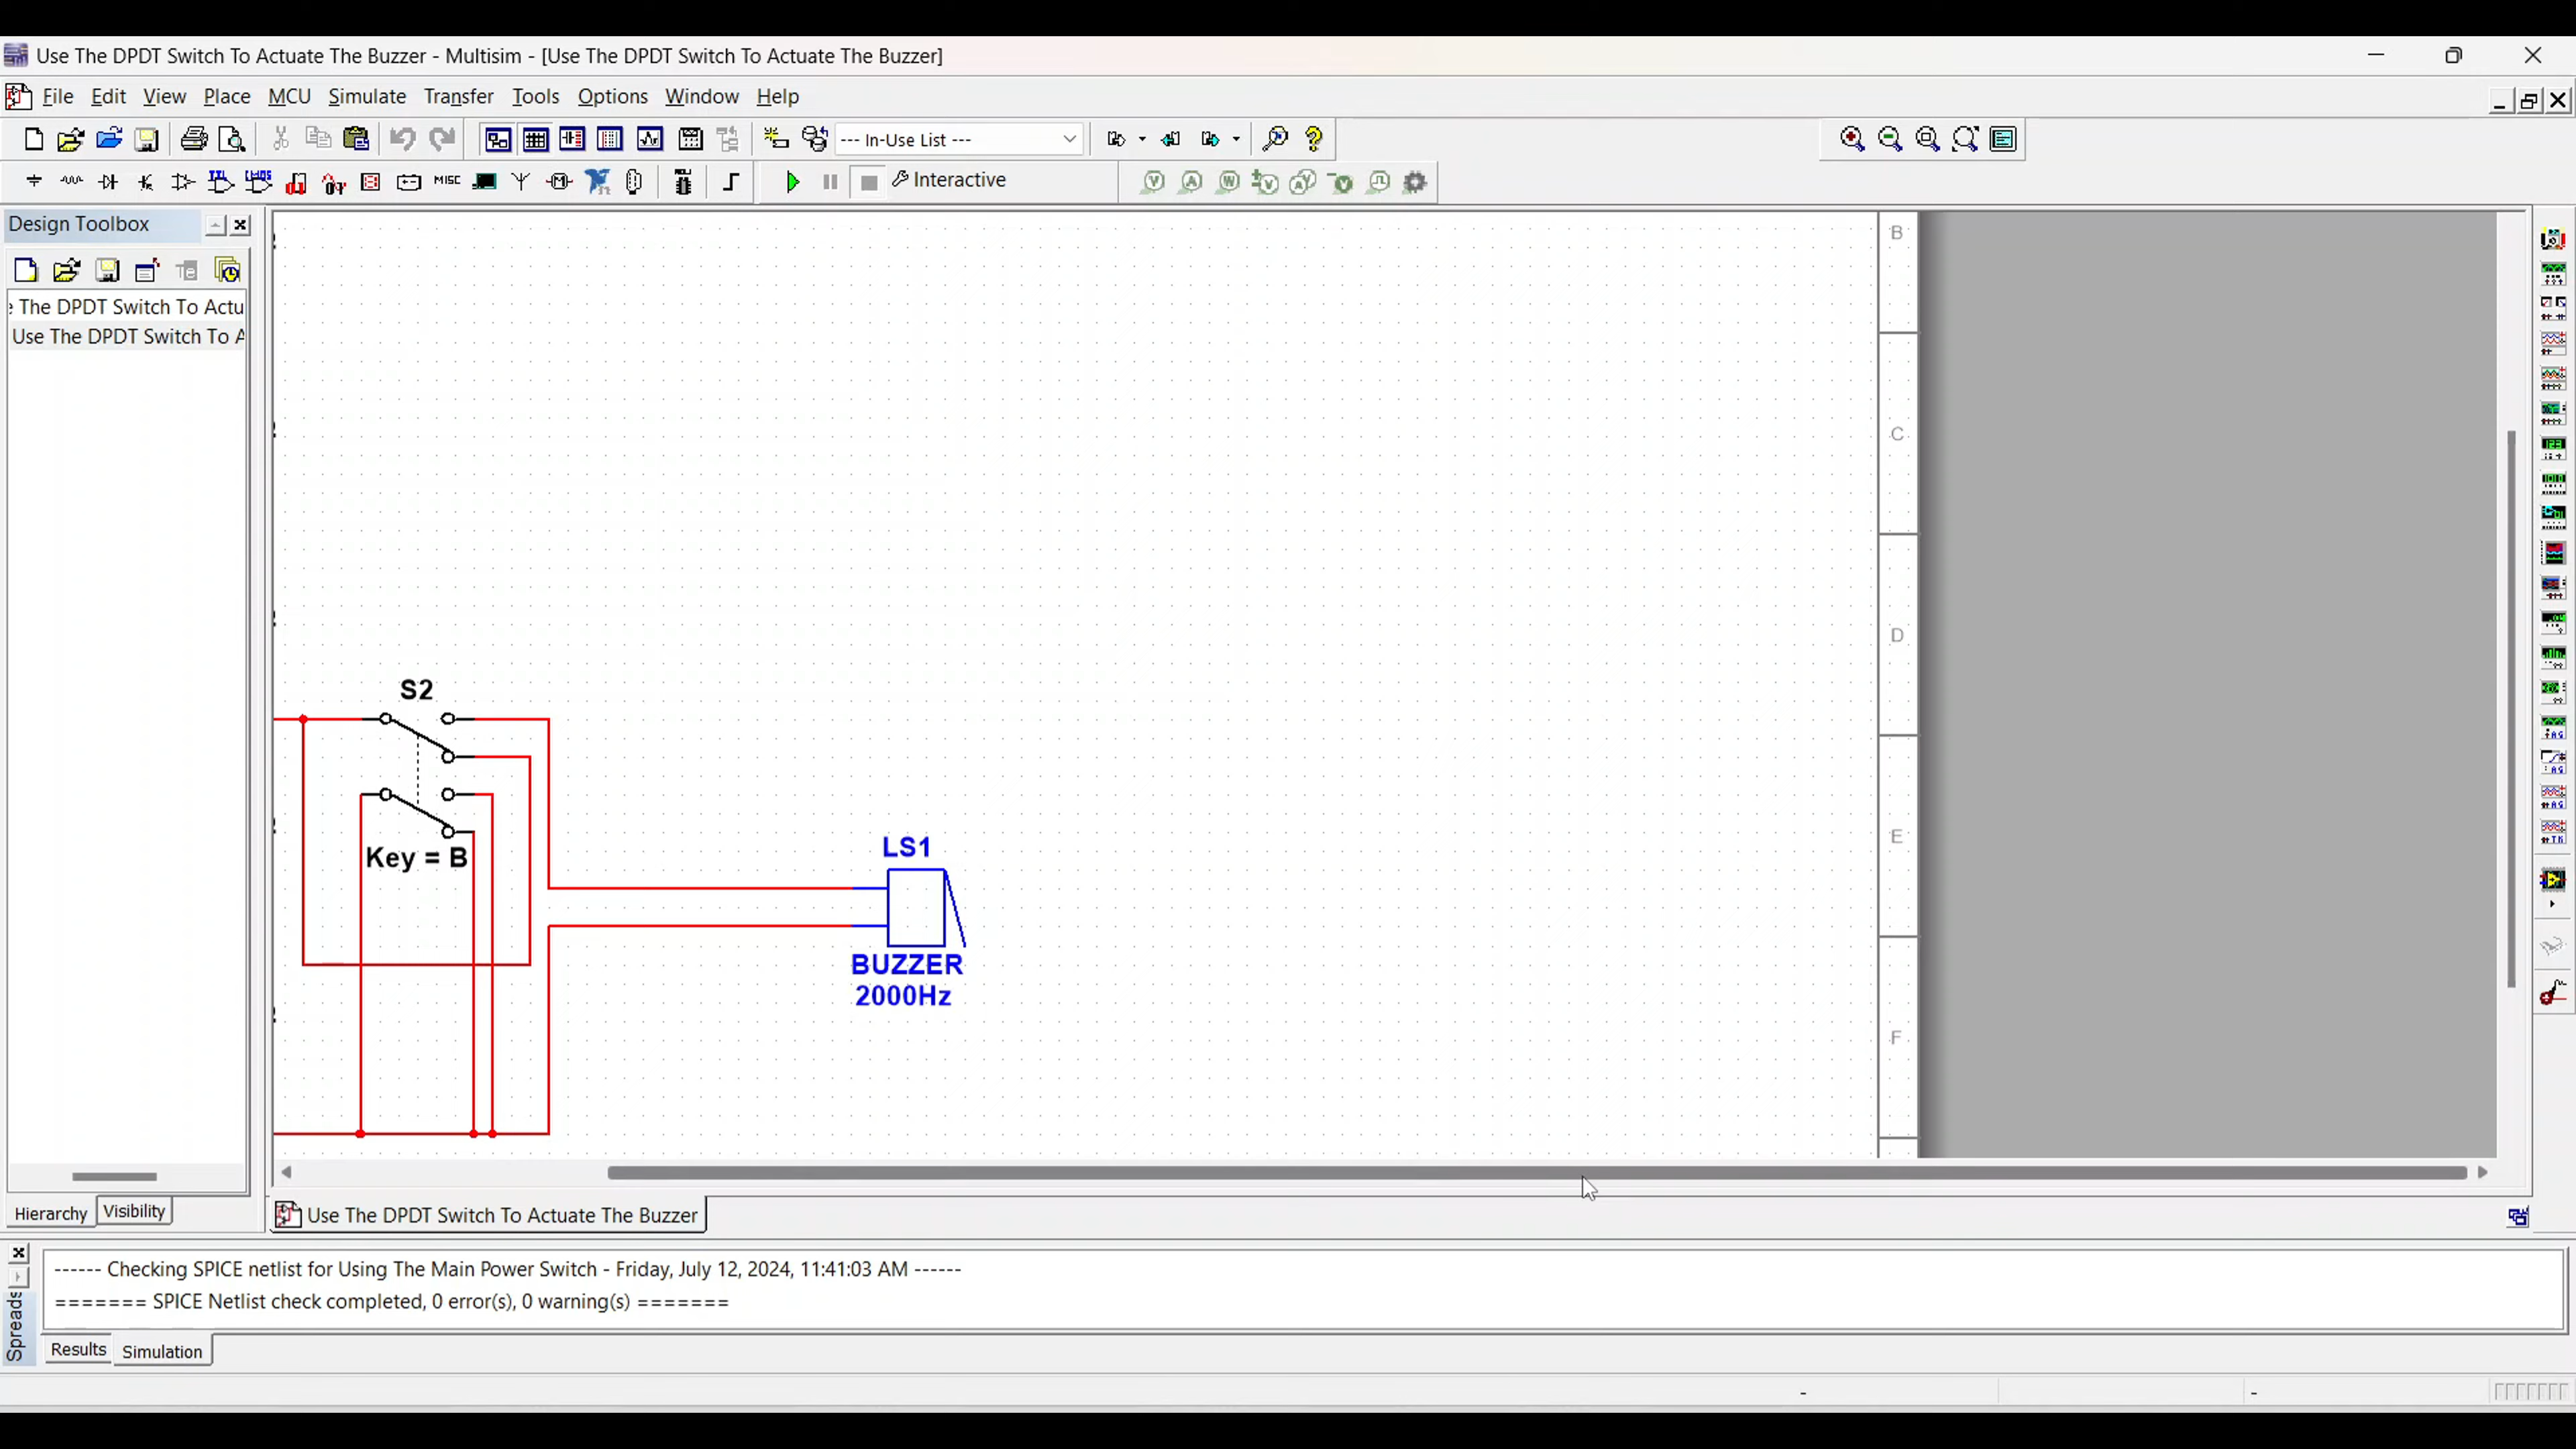 Use The DPDT Switch To Actuate The Buzzer - Multisim - [Use The DPDT Switch To Actuate The Buzzer]
File Edit View Place MCU Simulate Transfer Tools Options Window Help
--- In-Use List ---
MISC
Interactive
Design Toolbox
The DPDT Switch To Actu
Use The DPDT Switch To A
B
C
D
E
F
S2
Key = B
LS1
BUZZER
2000Hz
Hierarchy Visibility
Use The DPDT Switch To Actuate The Buzzer
------ Checking SPICE netlist for Using The Main Power Switch - Friday, July 12, 2024, 11:41:03 AM ------
======= SPICE Netlist check completed, 0 error(s), 0 warning(s) =======
Spreads
Results Simulation
- -